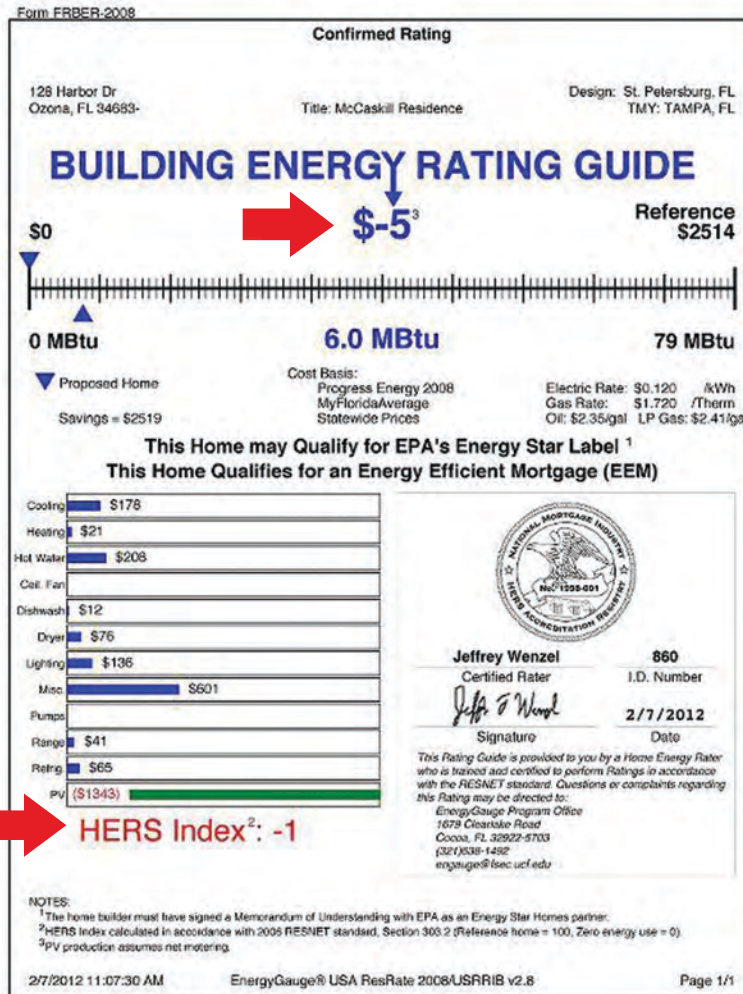 Form FRBER-2008
Confirmed Rating
128 Harbor Dr
Ozona, FL 34683-
Title: McCaskill Residence
Design: St. Petersburg, FL
TMY: TAMPA, FL
BUILDING ENERGY RATING GUIDE
$0
$-5³
Reference
$2514
0 MBtu
6.0 MBtu
79 MBtu
Proposed Home
Savings = $2519
Cost Basis:
Progress Energy 2008
MyFloridaAverage
Statewide Prices
Electric Rate: $0.120 /kWh
Gas Rate: $1.720 /Therm
Oil: $2.35/gal LP Gas: $2.41/ga
This Home may Qualify for EPA's Energy Star Label ¹
This Home Qualifies for an Energy Efficient Mortgage (EEM)
Cooling $178
Heating $21
Hot Water $208
Ceil. Fan
Dishwash $12
Dryer $76
Lighting $136
Misc $601
Pumps
Range $41
Refrig $65
PV ($1343)
HERS Index²: -1
NATIONAL MORTGAGE INDUSTRY
No. 1998-001
HERS ACCREDITATION REGISTRY
Jeffrey Wenzel
Certified Rater
860
I.D. Number
Signature
2/7/2012
Date
This Rating Guide is provided to you by a Home Energy Rater
who is trained and certified to perform Ratings in accordance
with the RESNET standard. Questions or complaints regarding
this Rating may be directed to:
EnergyGauge Program Office
1679 Clearlake Road
Cocoa, FL 32922-5703
(321)638-1492
engauge@fsec.ucf.edu
NOTES:
¹The home builder must have signed a Memorandum of Understanding with EPA as an Energy Star Homes partner.
²HERS Index calculated in accordance with 2006 RESNET standard, Section 303.2 (Reference home = 100, Zero energy use = 0)
³PV production assumes net metering.
2/7/2012 11:07:30 AM
EnergyGauge® USA ResRate 2008/USRRIB v2.8
Page 1/1